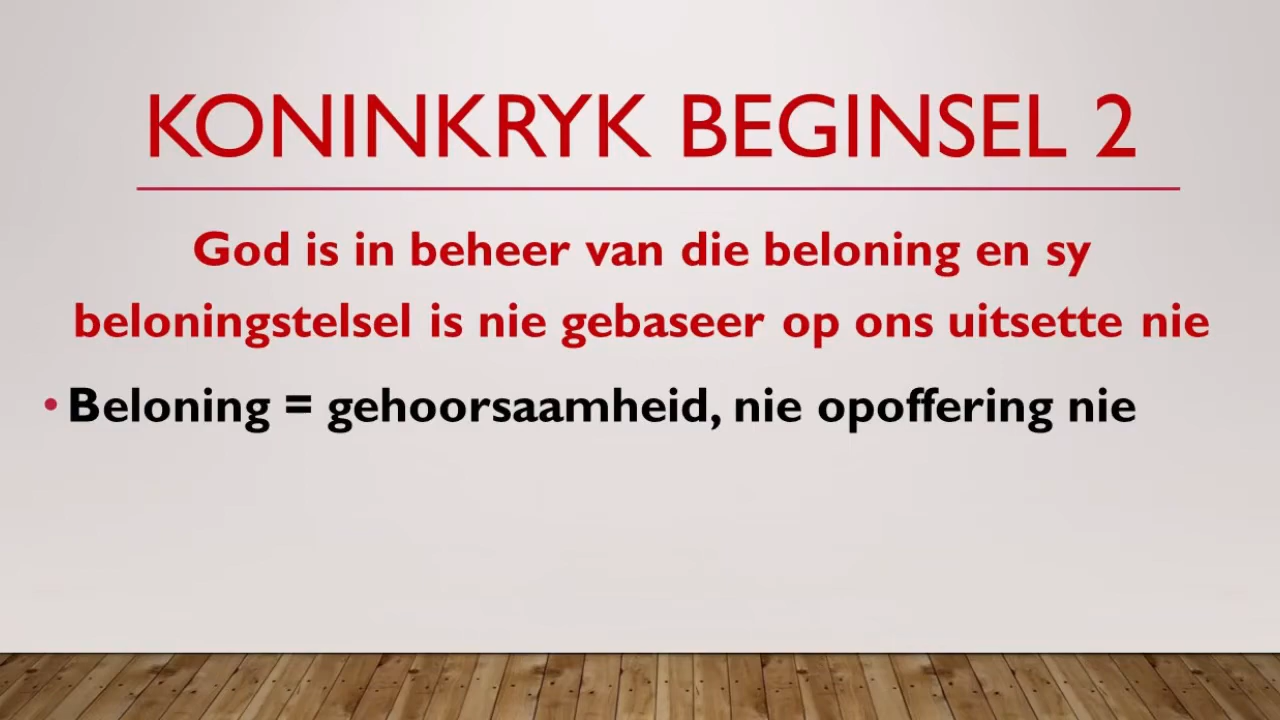 KONINKRYK BEGINSEL 2
God is in beheer van die beloning en sy
beloningstelsel is nie gebaseer op ons uitsette nie
• Beloning = gehoorsaamheid, nie opoffering nie